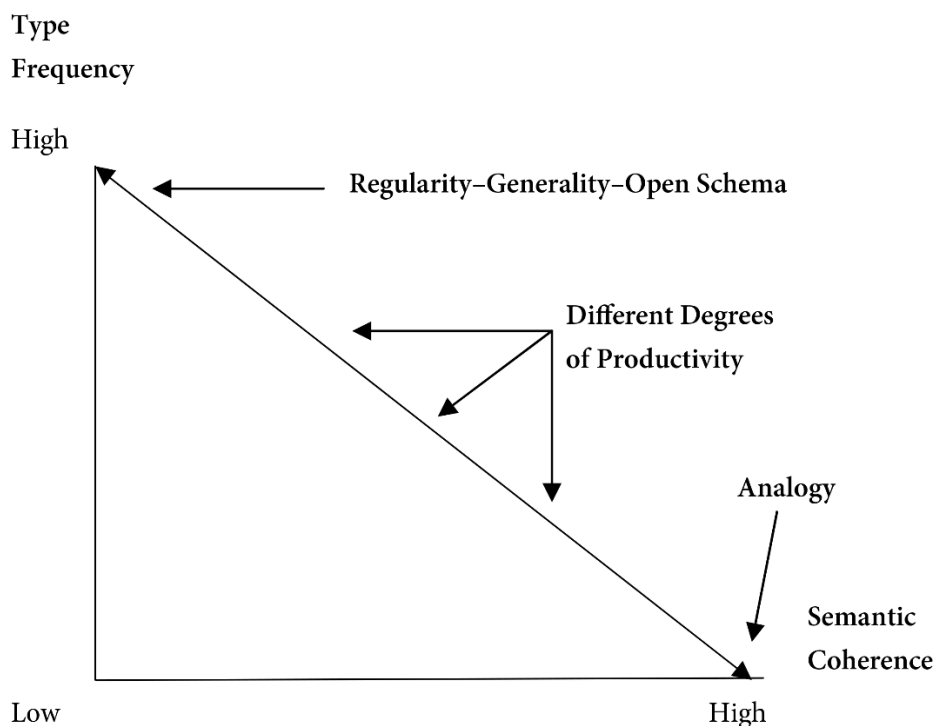 Type
Frequency
High
Regularity–Generality–Open Schema
Different Degrees
of Productivity
Analogy
Semantic
Coherence
Low
High